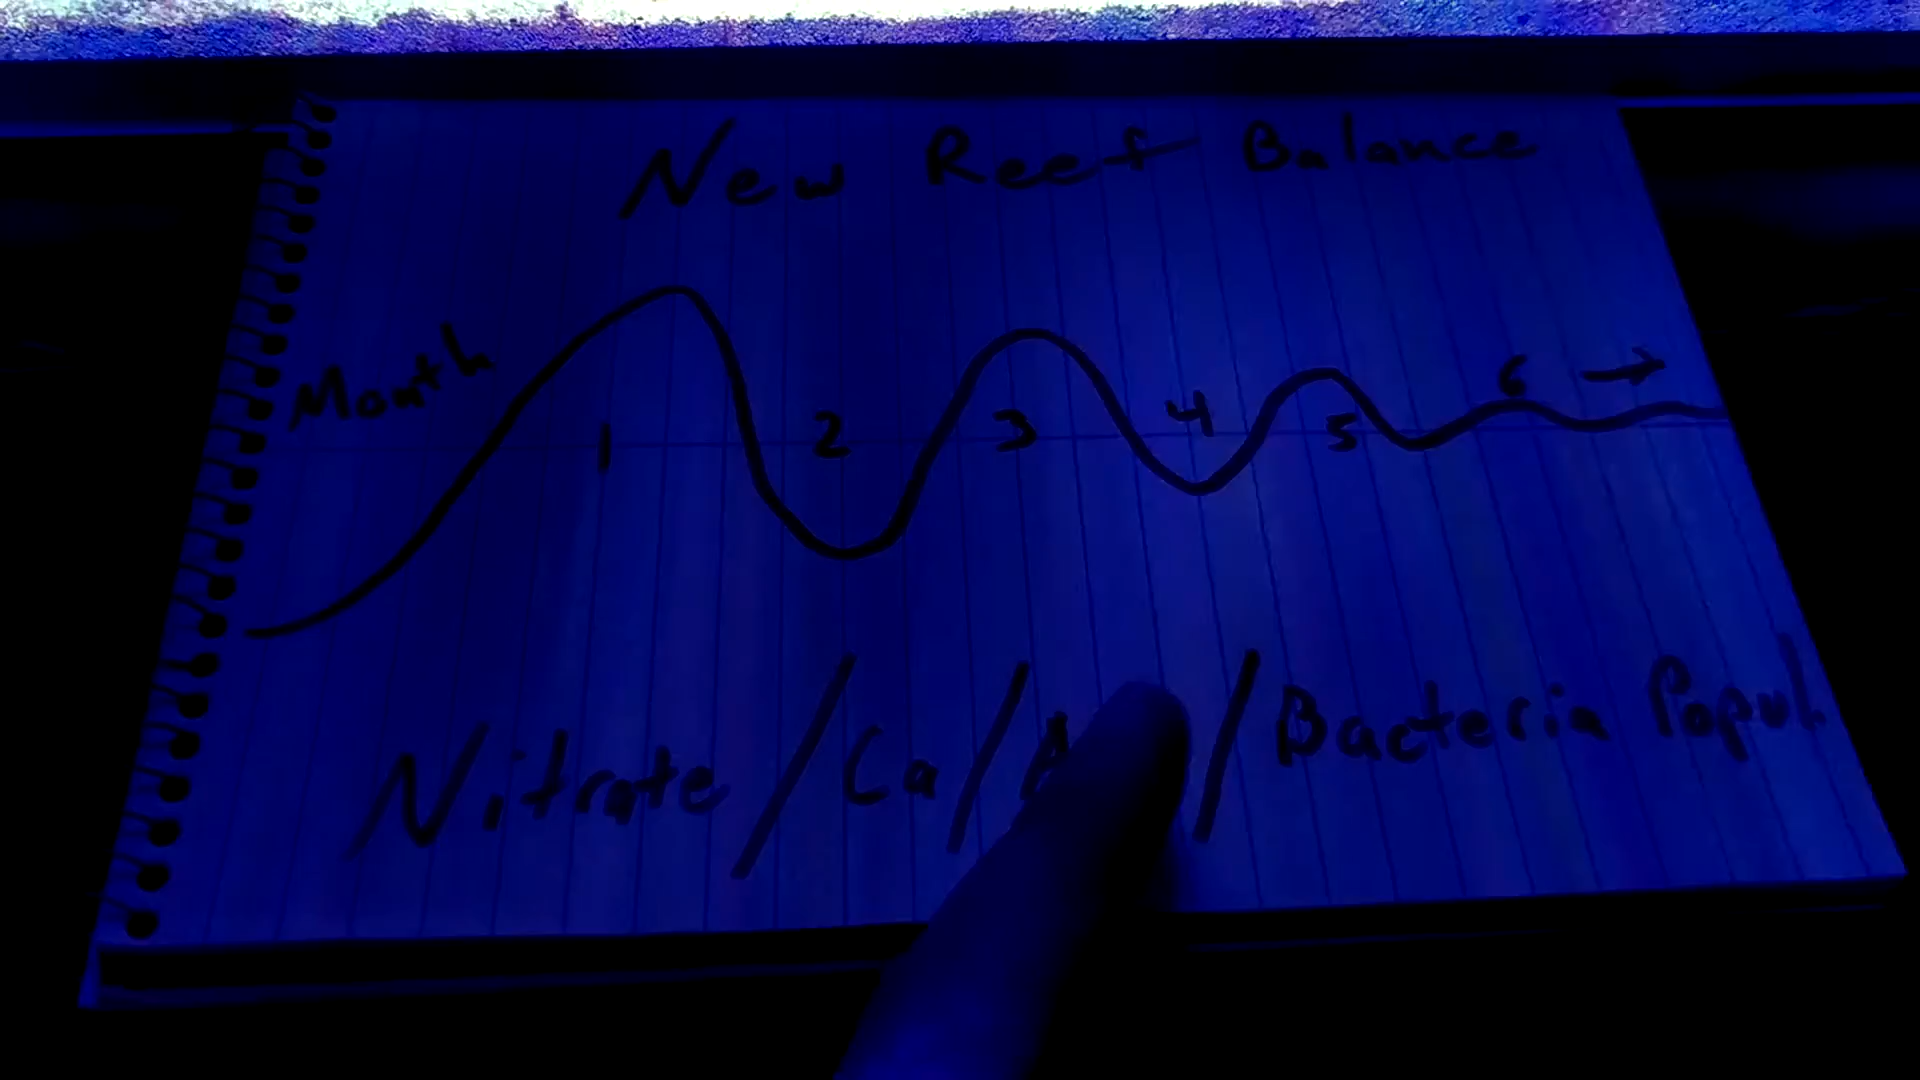 New Reef Balance
Month 1 2 3 4 5 6 →
Nitrate / Ca / / Bacteria Popul.